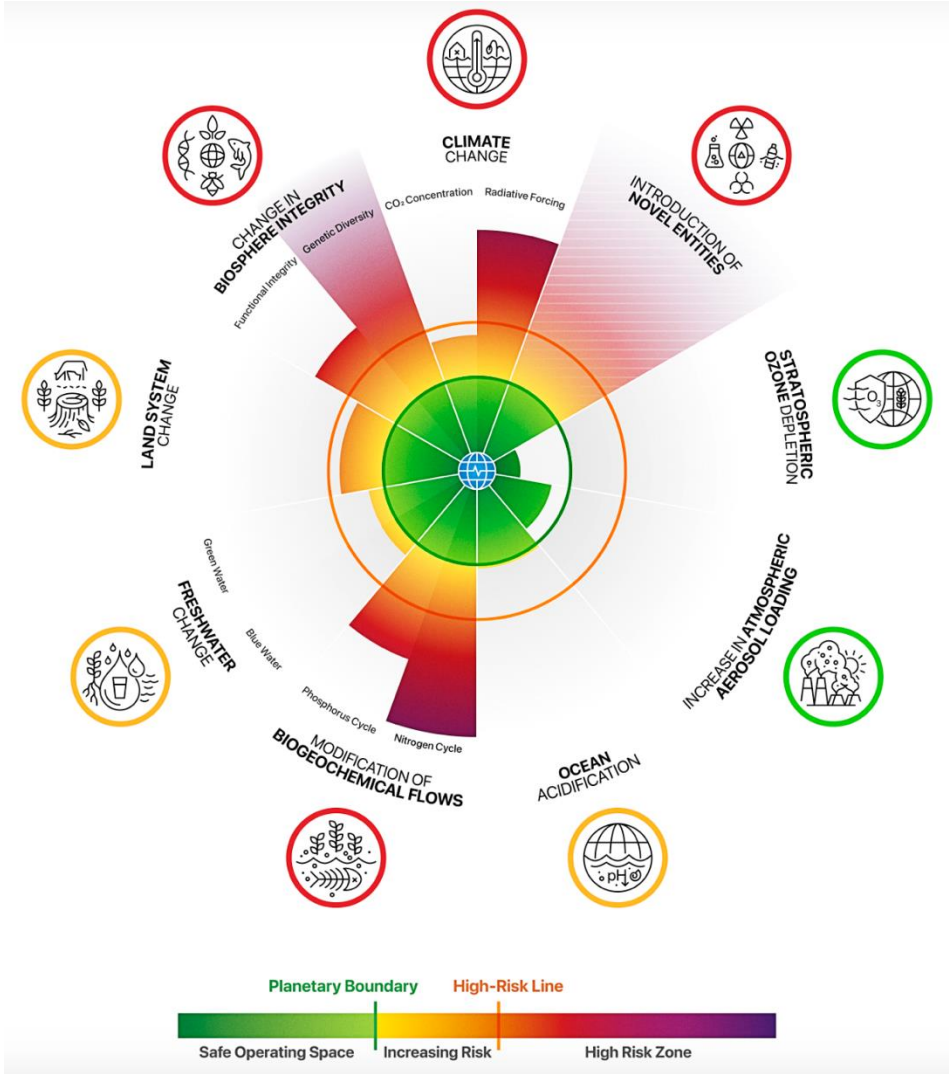 CLIMATE
CHANGE
CO₂ Concentration
Radiative Forcing
INTRODUCTION OF
NOVEL ENTITIES
STRATOSPHERIC
OZONE DEPLETION
O₃
INCREASE IN ATMOSPHERIC
AEROSOL LOADING
OCEAN
ACIDIFICATION
pH
MODIFICATION OF
BIOGEOCHEMICAL FLOWS
Phosphorus Cycle
Nitrogen Cycle
FRESHWATER
CHANGE
Green Water
Blue Water
LAND SYSTEM
CHANGE
CHANGE IN
BIOSPHERE INTEGRITY
Functional Integrity
Genetic Diversity
Planetary Boundary
High-Risk Line
Safe Operating Space
Increasing Risk
High Risk Zone